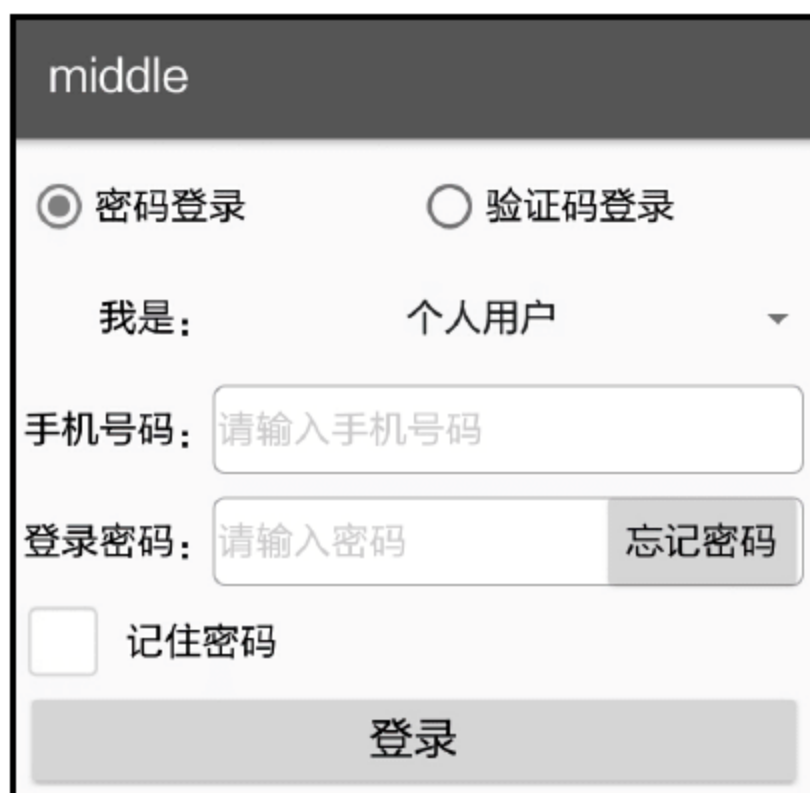 middle
密码登录 验证码登录
我是： 个人用户
手机号码： 请输入手机号码
登录密码： 请输入密码 忘记密码
记住密码
登录